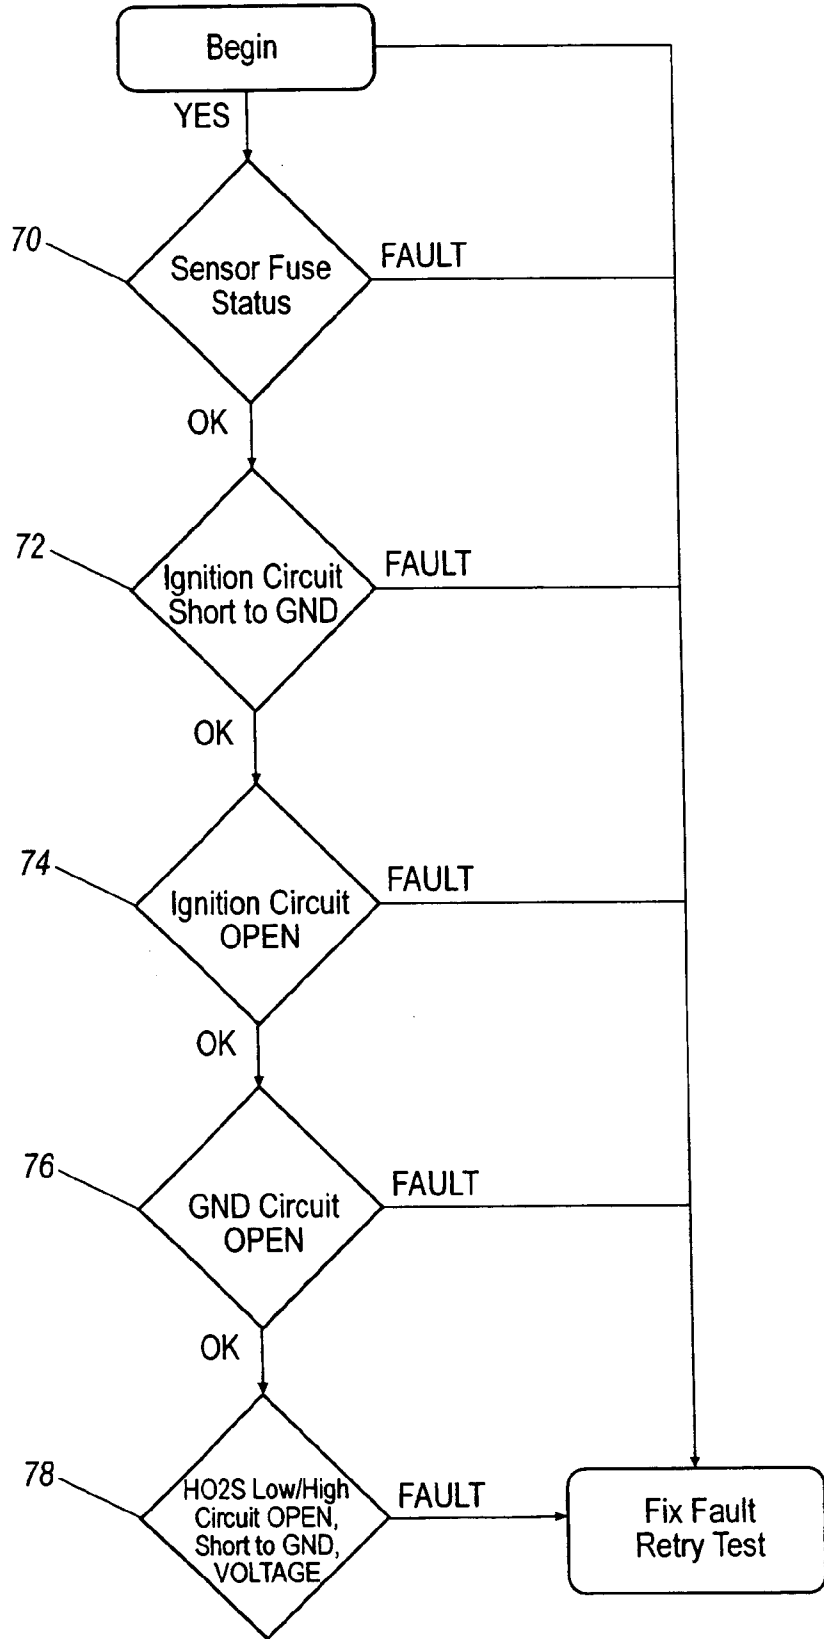 Begin
YES
70
Sensor Fuse
Status
FAULT
OK
72
Ignition Circuit
Short to GND
FAULT
OK
74
Ignition Circuit
OPEN
FAULT
OK
76
GND Circuit
OPEN
FAULT
OK
78
HO2S Low/High
Circuit OPEN,
Short to GND,
VOLTAGE
FAULT
Fix Fault
Retry Test